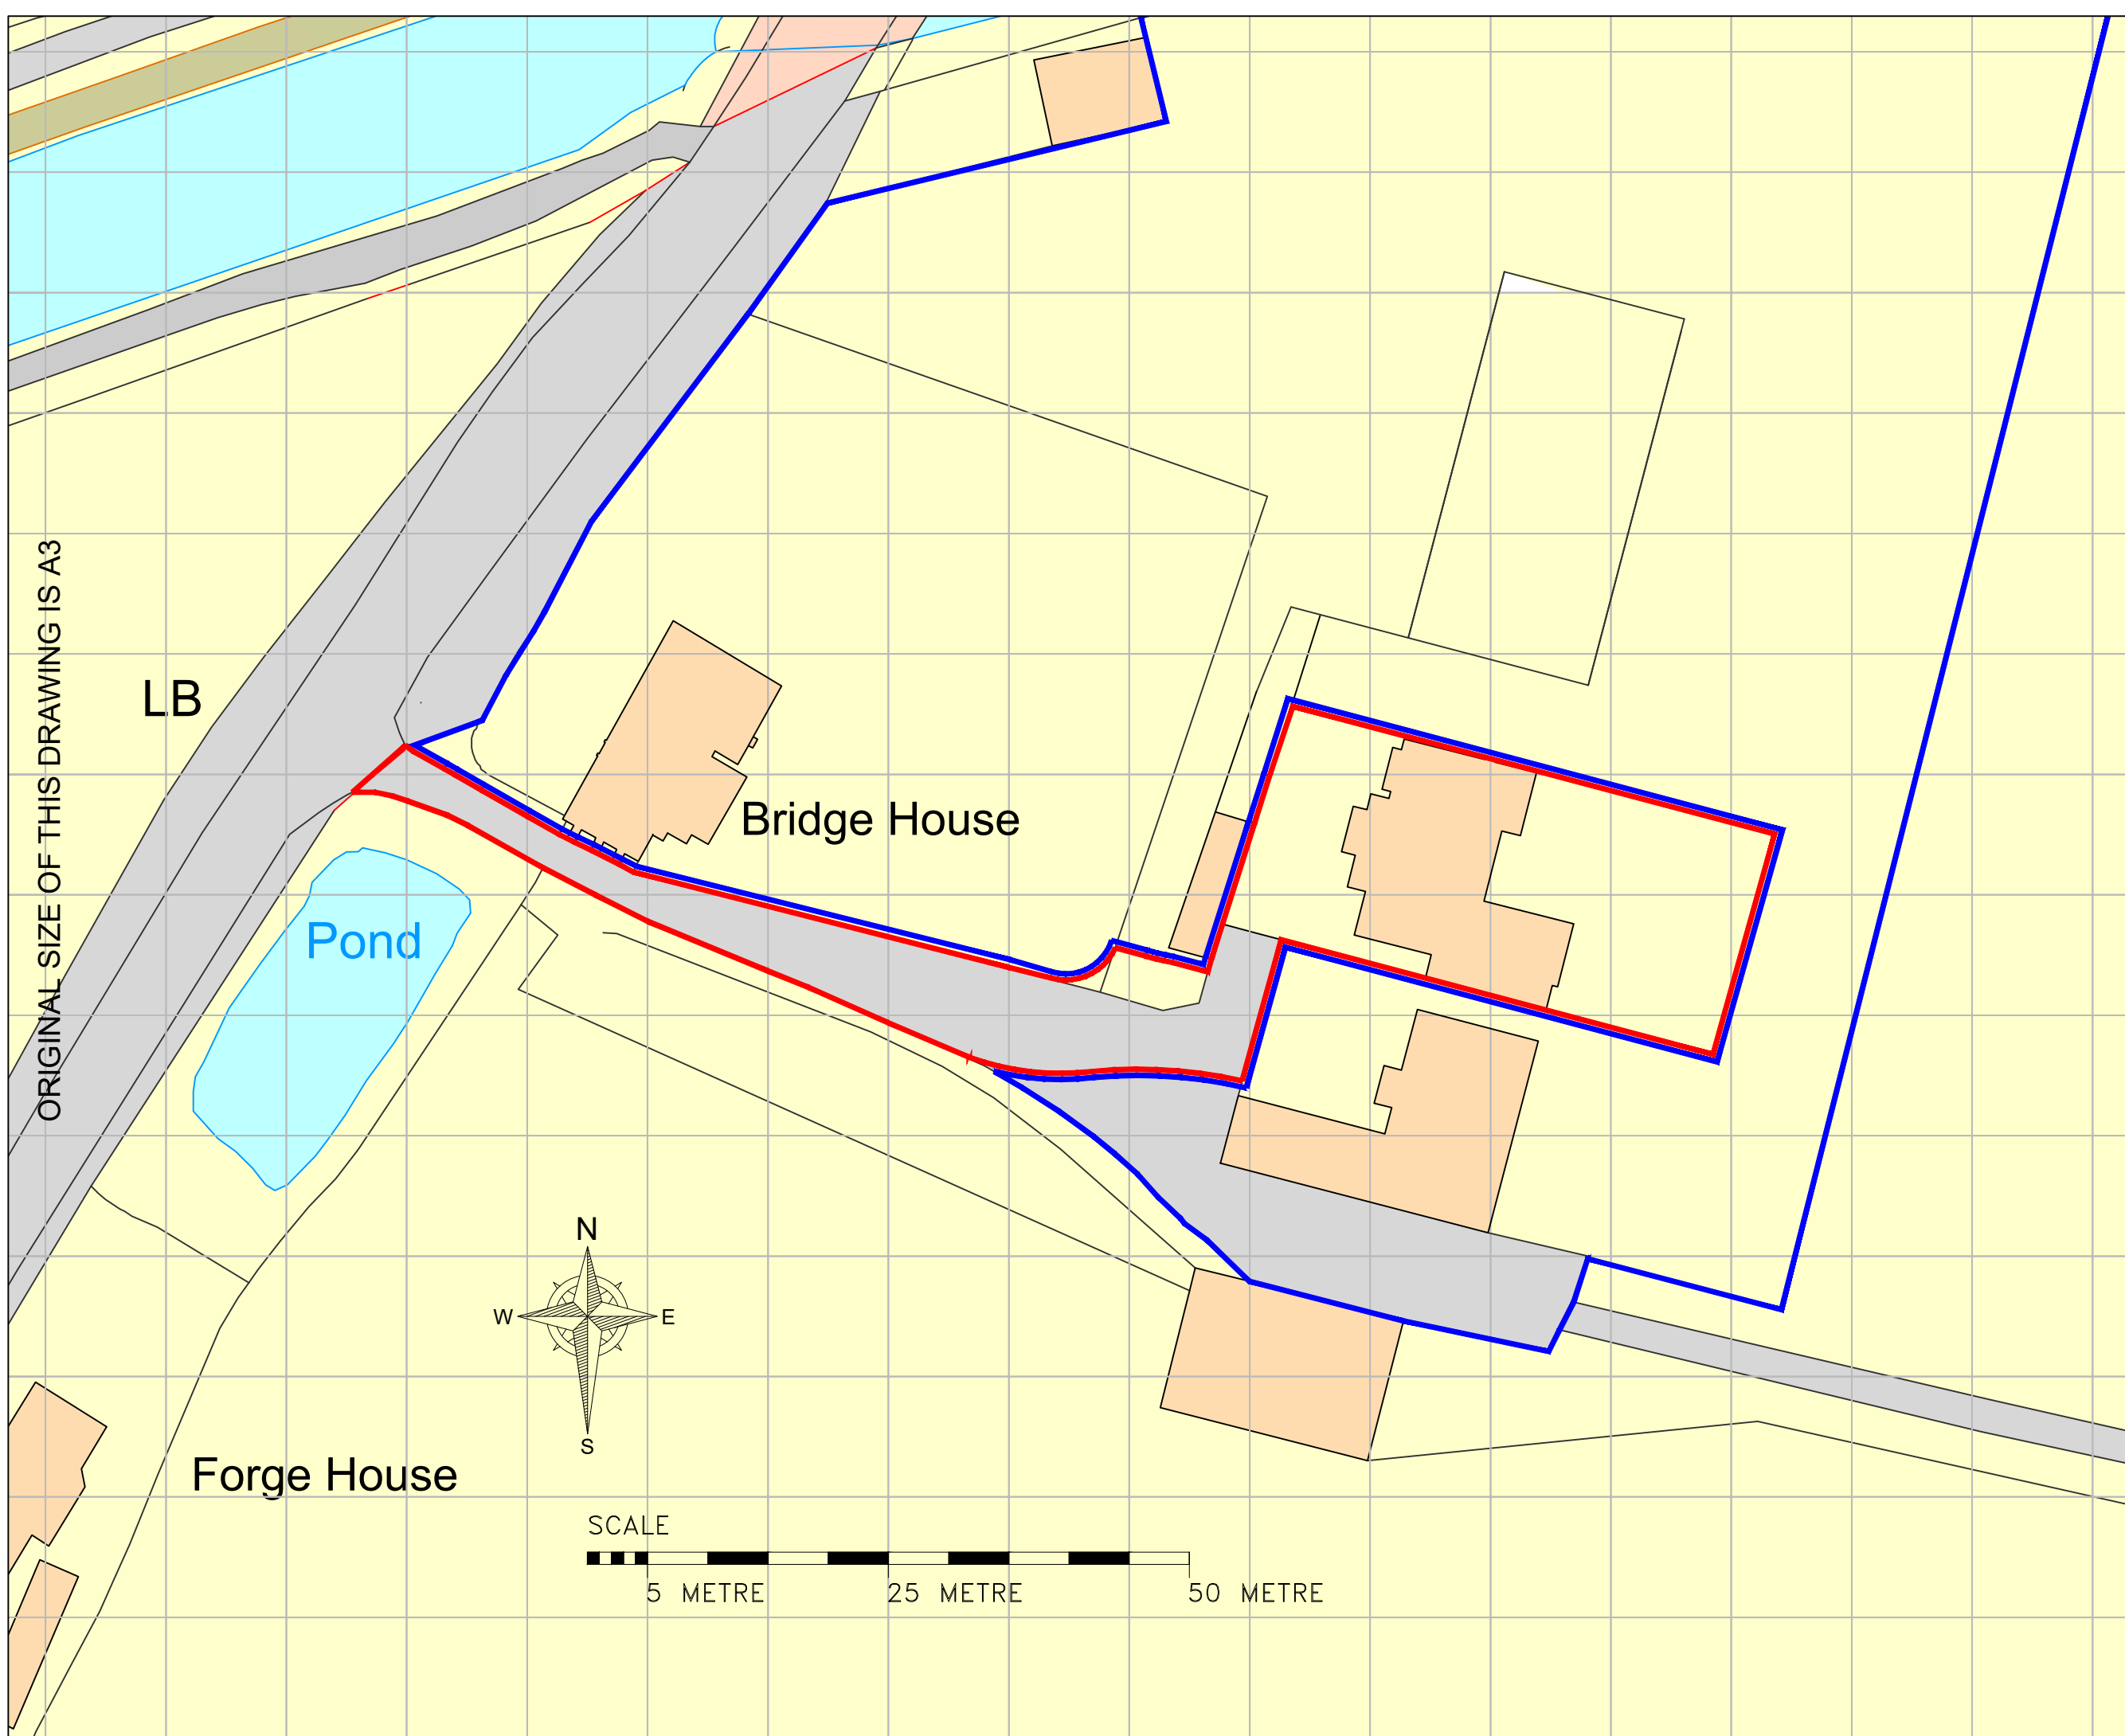 ORIGINAL SIZE OF THIS DRAWING IS A3
LB
Bridge House
Pond
N
W
E
S
Forge House
SCALE
5 METRE
25 METRE
50 METRE